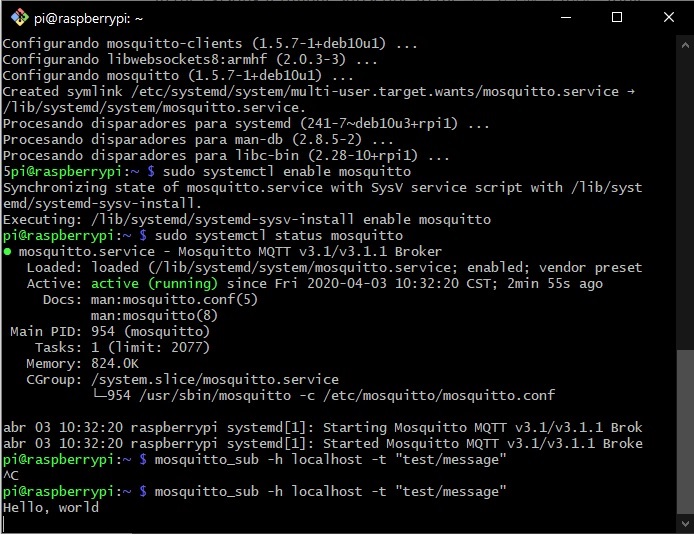 pi@raspberrypi: ~
Configurando mosquitto-clients (1.5.7-1+deb10u1) ...
Configurando libwebsockets8:armhf (2.0.3-3) ...
Configurando mosquitto (1.5.7-1+deb10u1) ...
Created symlink /etc/systemd/system/multi-user.target.wants/mosquitto.service →
/lib/systemd/system/mosquitto.service.
Procesando disparadores para systemd (241-7~deb10u3+rpi1) ...
Procesando disparadores para man-db (2.8.5-2) ...
Procesando disparadores para libc-bin (2.28-10+rpi1) ...
5pi@raspberrypi:~ $ sudo systemctl enable mosquitto
Synchronizing state of mosquitto.service with SysV service script with /lib/syst
emd/systemd-sysv-install.
Executing: /lib/systemd/systemd-sysv-install enable mosquitto
pi@raspberrypi:~ $ sudo systemctl status mosquitto
● mosquitto.service - Mosquitto MQTT v3.1/v3.1.1 Broker
   Loaded: loaded (/lib/systemd/system/mosquitto.service; enabled; vendor preset
   Active: active (running) since Fri 2020-04-03 10:32:20 CST; 2min 55s ago
     Docs: man:mosquitto.conf(5)
           man:mosquitto(8)
 Main PID: 954 (mosquitto)
    Tasks: 1 (limit: 2077)
   Memory: 824.0K
   CGroup: /system.slice/mosquitto.service
           └─954 /usr/sbin/mosquitto -c /etc/mosquitto/mosquitto.conf

abr 03 10:32:20 raspberrypi systemd[1]: Starting Mosquitto MQTT v3.1/v3.1.1 Brok
abr 03 10:32:20 raspberrypi systemd[1]: Started Mosquitto MQTT v3.1/v3.1.1 Broke
pi@raspberrypi:~ $ mosquitto_sub -h localhost -t "test/message"
^C
pi@raspberrypi:~ $ mosquitto_sub -h localhost -t "test/message"
Hello, world